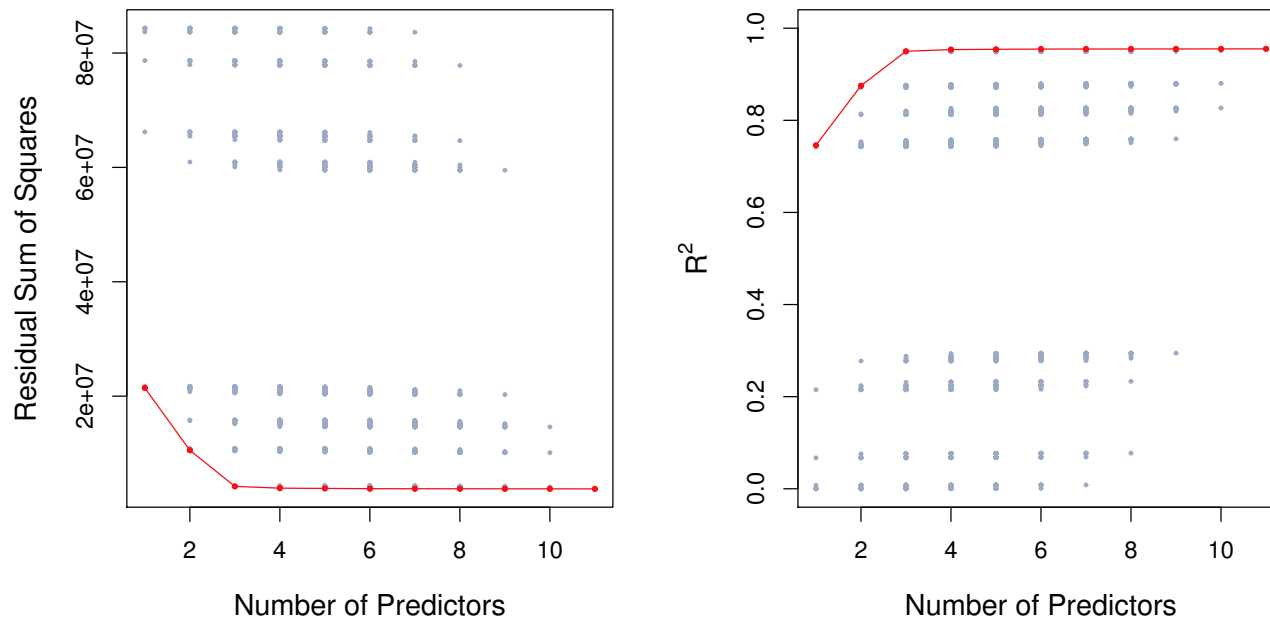 Residual Sum of Squares
8e+07
6e+07
4e+07
2e+07
2
4
6
8
10
Number of Predictors
R2
1.0
0.8
0.6
0.4
0.2
0.0
2
4
6
8
10
Number of Predictors